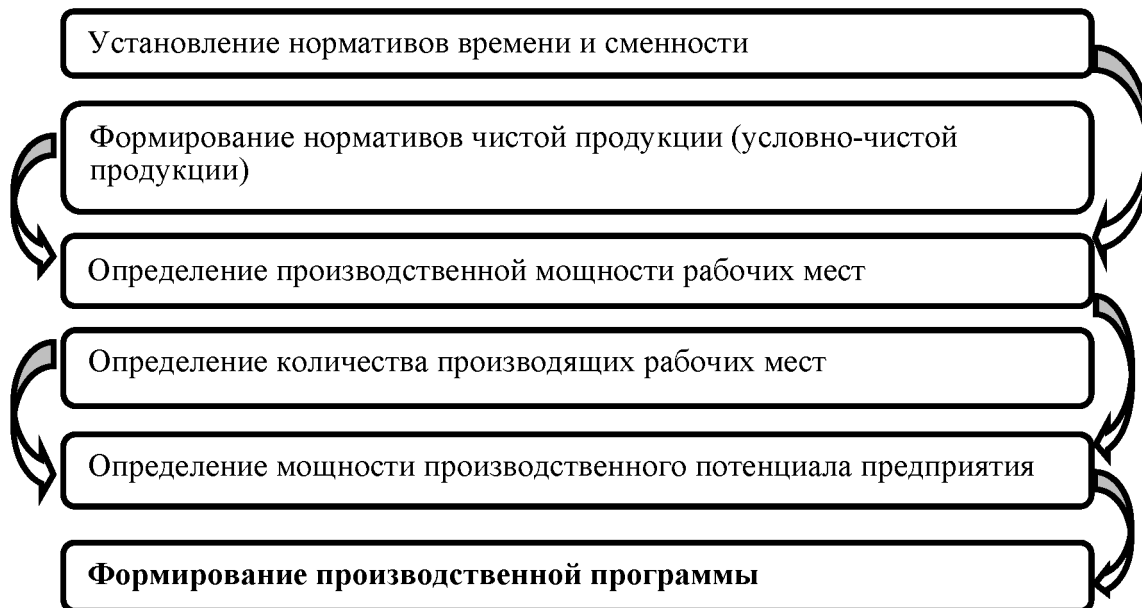 Установление нормативов времени и сменности
Формирование нормативов чистой продукции (условно-чистой
продукции)
Определение производственной мощности рабочих мест
Определение количества производящих рабочих мест
Определение мощности производственного потенциала предприятия
Формирование производственной программы